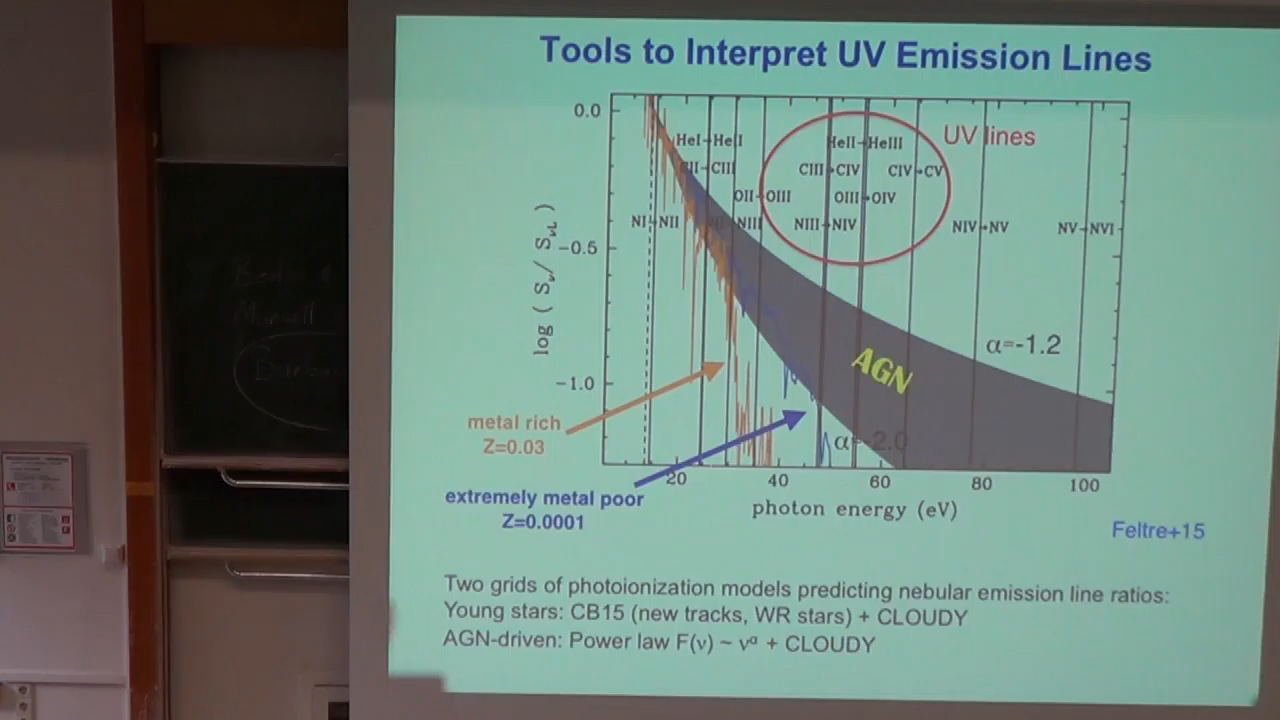 Tools to Interpret UV Emission Lines
0.0
−0.5
−1.0
log ( Sν / SνL )
HeI HeII
CII CIII
OII OIII
NI NII
NIII
HeII HeIII
CIII CIV
CIV CV
OIII OIV
NIII NIV
NIV NV
NV NVI
UV lines
α=-1.2
AGN
α=-2.0
metal rich
Z=0.03
extremely metal poor
Z=0.0001
20 40 60 80 100
photon energy (eV)
Feltre+15
Two grids of photoionization models predicting nebular emission line ratios:
Young stars: CB15 (new tracks, WR stars) + CLOUDY
AGN-driven: Power law F(ν) ~ να + CLOUDY